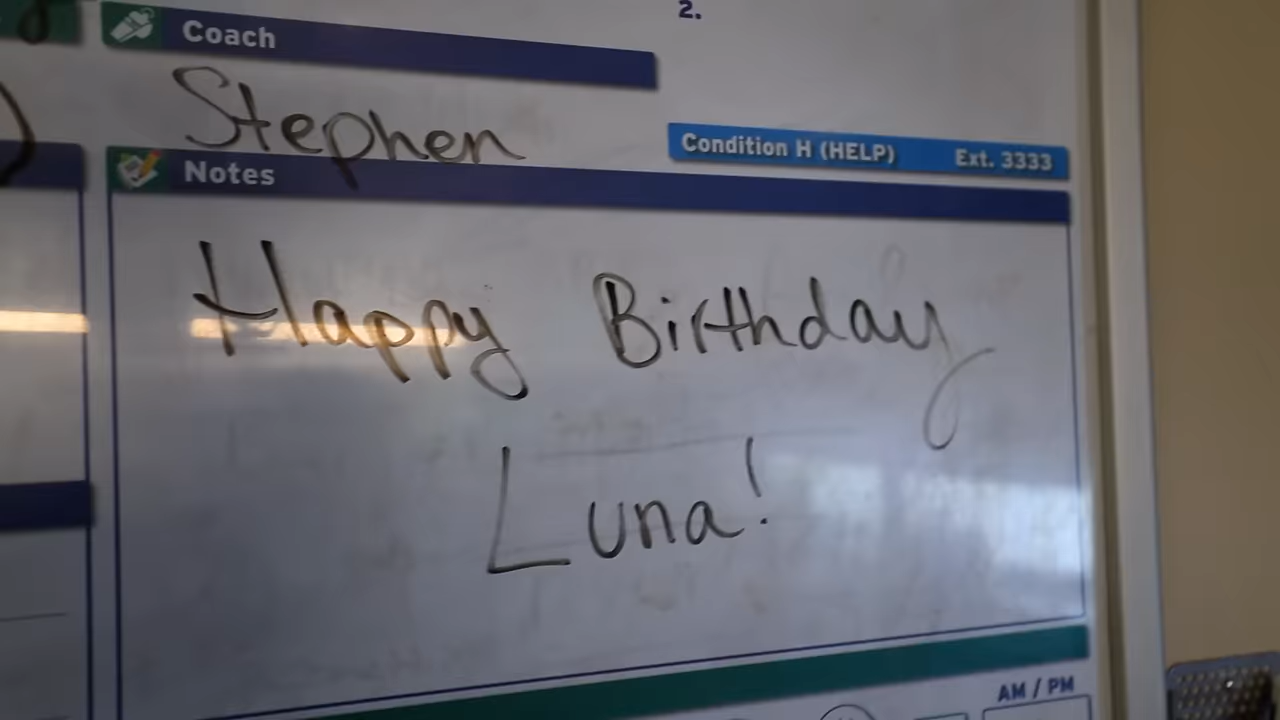 2.
Coach
Stephen
Condition H (HELP) Ext. 3333
Notes
Happy Birthday
Luna!
AM / PM